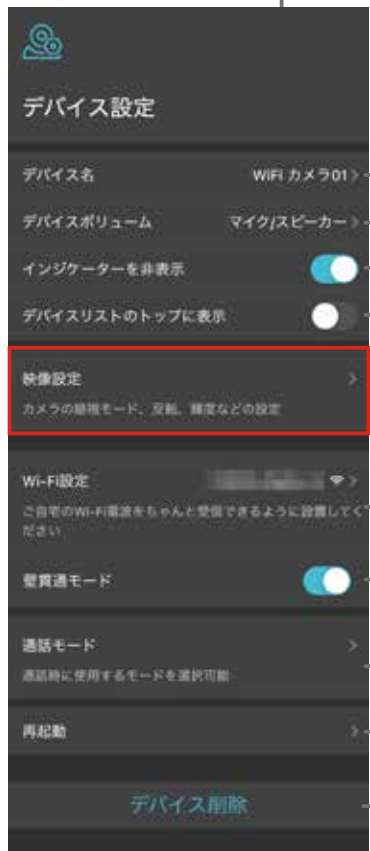 デバイス設定
デバイス名
WiFi カメラ01
デバイスボリューム
マイク/スピーカー
インジケーターを非表示
デバイスリストのトップに表示
映像設定
カメラの暗視モード、反転、輝度などの設定
Wi-Fi設定
ご自宅のWi-Fi電波をちゃんと受信できるように設置してく
ださい
壁貫通モード
通話モード
通話時に使用するモードを選択可能
再起動
デバイス削除